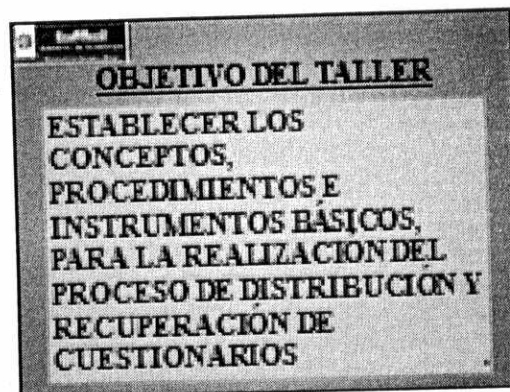 OBJETIVO DEL TALLER
ESTABLECER LOS
CONCEPTOS,
PROCEDIMIENTOS E
INSTRUMENTOS BÁSICOS,
PARA LA REALIZACION DEL
PROCESO DE DISTRIBUCIÓN Y
RECUPERACIÓN DE
CUESTIONARIOS